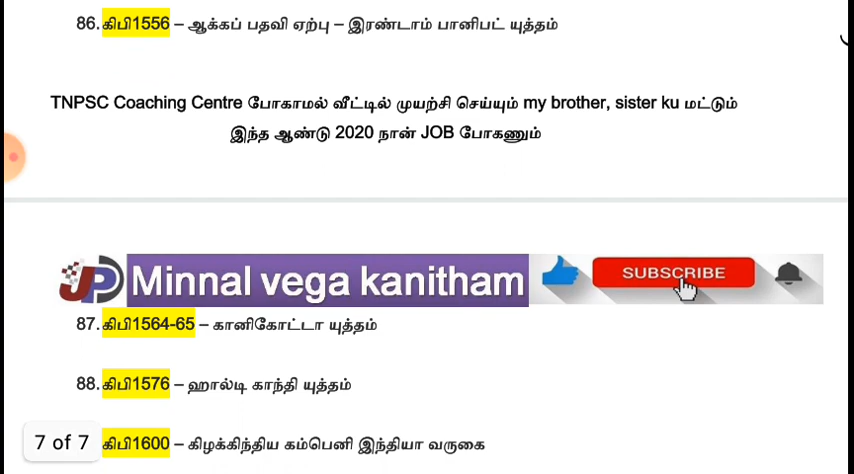 86. கிபி1556 – ஆக்கப் பதவி ஏற்பு – இரண்டாம் பானிபட் யுத்தம்
TNPSC Coaching Centre போகாமல் வீட்டில் முயற்சி செய்யும் my brother, sister ku மட்டும்
இந்த ஆண்டு 2020 நான் JOB போகணும்
JP Minnal vega kanitham SUBSCRIBE
87. கிபி1564-65 – கானிகோட்டா யுத்தம்
88. கிபி1576 – ஹால்டி காந்தி யுத்தம்
7 of 7 கிபி1600 – கிழக்கிந்திய கம்பெனி இந்தியா வருகை